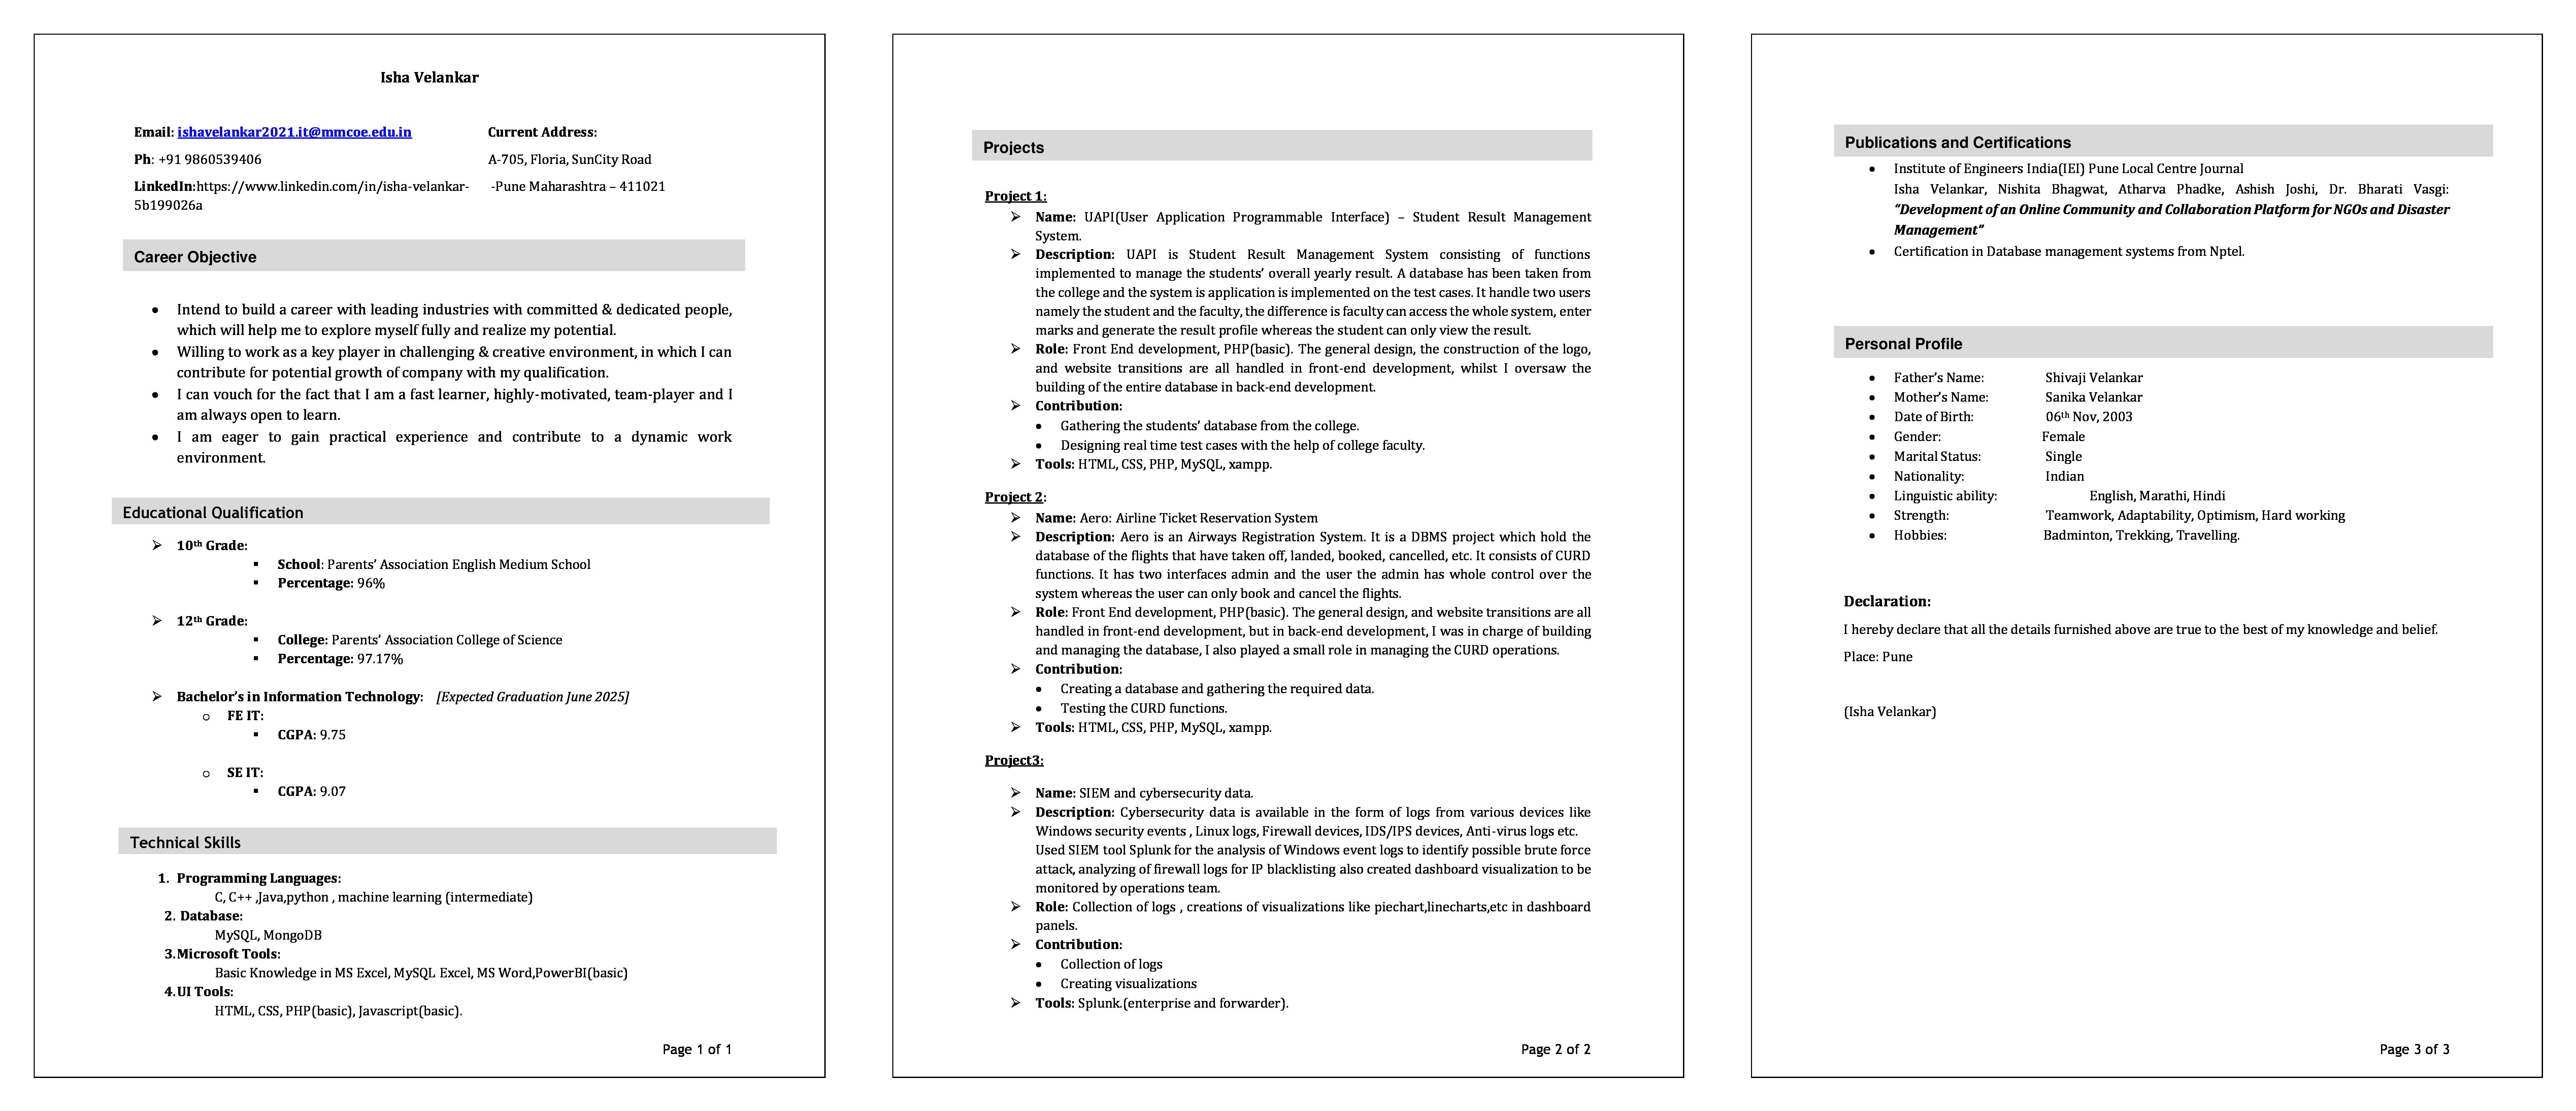 Isha Velankar
Email: ishavelankar2021.it@mmcoe.edu.in
Current Address:
Ph: +91 9860539406
A-705, Floria, SunCity Road
LinkedIn:https://www.linkedin.com/in/isha-velankar-
-Pune Maharashtra – 411021
5b199026a
Career Objective
• Intend to build a career with leading industries with committed & dedicated people,
which will help me to explore myself fully and realize my potential.
• Willing to work as a key player in challenging & creative environment, in which I can
contribute for potential growth of company with my qualification.
• I can vouch for the fact that I am a fast learner, highly-motivated, team-player and I
am always open to learn.
• I am eager to gain practical experience and contribute to a dynamic work
environment.
Educational Qualification
➢ 10th Grade:
▪ School: Parents’ Association English Medium School
▪ Percentage: 96%
➢ 12th Grade:
▪ College: Parents’ Association College of Science
▪ Percentage: 97.17%
➢ Bachelor’s in Information Technology: [Expected Graduation June 2025]
o FE IT:
▪ CGPA: 9.75
o SE IT:
▪ CGPA: 9.07
Technical Skills
1. Programming Languages:
C, C++ ,Java,python , machine learning (intermediate)
2. Database:
MySQL, MongoDB
3.Microsoft Tools:
Basic Knowledge in MS Excel, MySQL Excel, MS Word,PowerBI(basic)
4.UI Tools:
HTML, CSS, PHP(basic), Javascript(basic).
Page 1 of 1
Projects
Project 1:
➢ Name: UAPI(User Application Programmable Interface) – Student Result Management
System.
➢ Description: UAPI is Student Result Management System consisting of functions
implemented to manage the students’ overall yearly result. A database has been taken from
the college and the system is application is implemented on the test cases. It handle two users
namely the student and the faculty, the difference is faculty can access the whole system, enter
marks and generate the result profile whereas the student can only view the result.
➢ Role: Front End development, PHP(basic). The general design, the construction of the logo,
and website transitions are all handled in front-end development, whilst I oversaw the
building of the entire database in back-end development.
➢ Contribution:
• Gathering the students’ database from the college.
• Designing real time test cases with the help of college faculty.
➢ Tools: HTML, CSS, PHP, MySQL, xampp.
Project 2:
➢ Name: Aero: Airline Ticket Reservation System
➢ Description: Aero is an Airways Registration System. It is a DBMS project which hold the
database of the flights that have taken off, landed, booked, cancelled, etc. It consists of CURD
functions. It has two interfaces admin and the user the admin has whole control over the
system whereas the user can only book and cancel the flights.
➢ Role: Front End development, PHP(basic). The general design, and website transitions are all
handled in front-end development, but in back-end development, I was in charge of building
and managing the database, I also played a small role in managing the CURD operations.
➢ Contribution:
• Creating a database and gathering the required data.
• Testing the CURD functions.
➢ Tools: HTML, CSS, PHP, MySQL, xampp.
Project3:
➢ Name: SIEM and cybersecurity data.
➢ Description: Cybersecurity data is available in the form of logs from various devices like
Windows security events , Linux logs, Firewall devices, IDS/IPS devices, Anti-virus logs etc.
Used SIEM tool Splunk for the analysis of Windows event logs to identify possible brute force
attack, analyzing of firewall logs for IP blacklisting also created dashboard visualization to be
monitored by operations team.
➢ Role: Collection of logs , creations of visualizations like piechart,linecharts,etc in dashboard
panels.
➢ Contribution:
• Collection of logs
• Creating visualizations
➢ Tools: Splunk.(enterprise and forwarder).
Page 2 of 2
Publications and Certifications
• Institute of Engineers India(IEI) Pune Local Centre Journal
Isha Velankar, Nishita Bhagwat, Atharva Phadke, Ashish Joshi, Dr. Bharati Vasgi:
“Development of an Online Community and Collaboration Platform for NGOs and Disaster
Management”
• Certification in Database management systems from Nptel.
Personal Profile
• Father’s Name: Shivaji Velankar
• Mother’s Name: Sanika Velankar
• Date of Birth: 06th Nov, 2003
• Gender: Female
• Marital Status: Single
• Nationality: Indian
• Linguistic ability: English, Marathi, Hindi
• Strength: Teamwork, Adaptability, Optimism, Hard working
• Hobbies: Badminton, Trekking, Travelling.
Declaration:
I hereby declare that all the details furnished above are true to the best of my knowledge and belief.
Place: Pune
(Isha Velankar)
Page 3 of 3